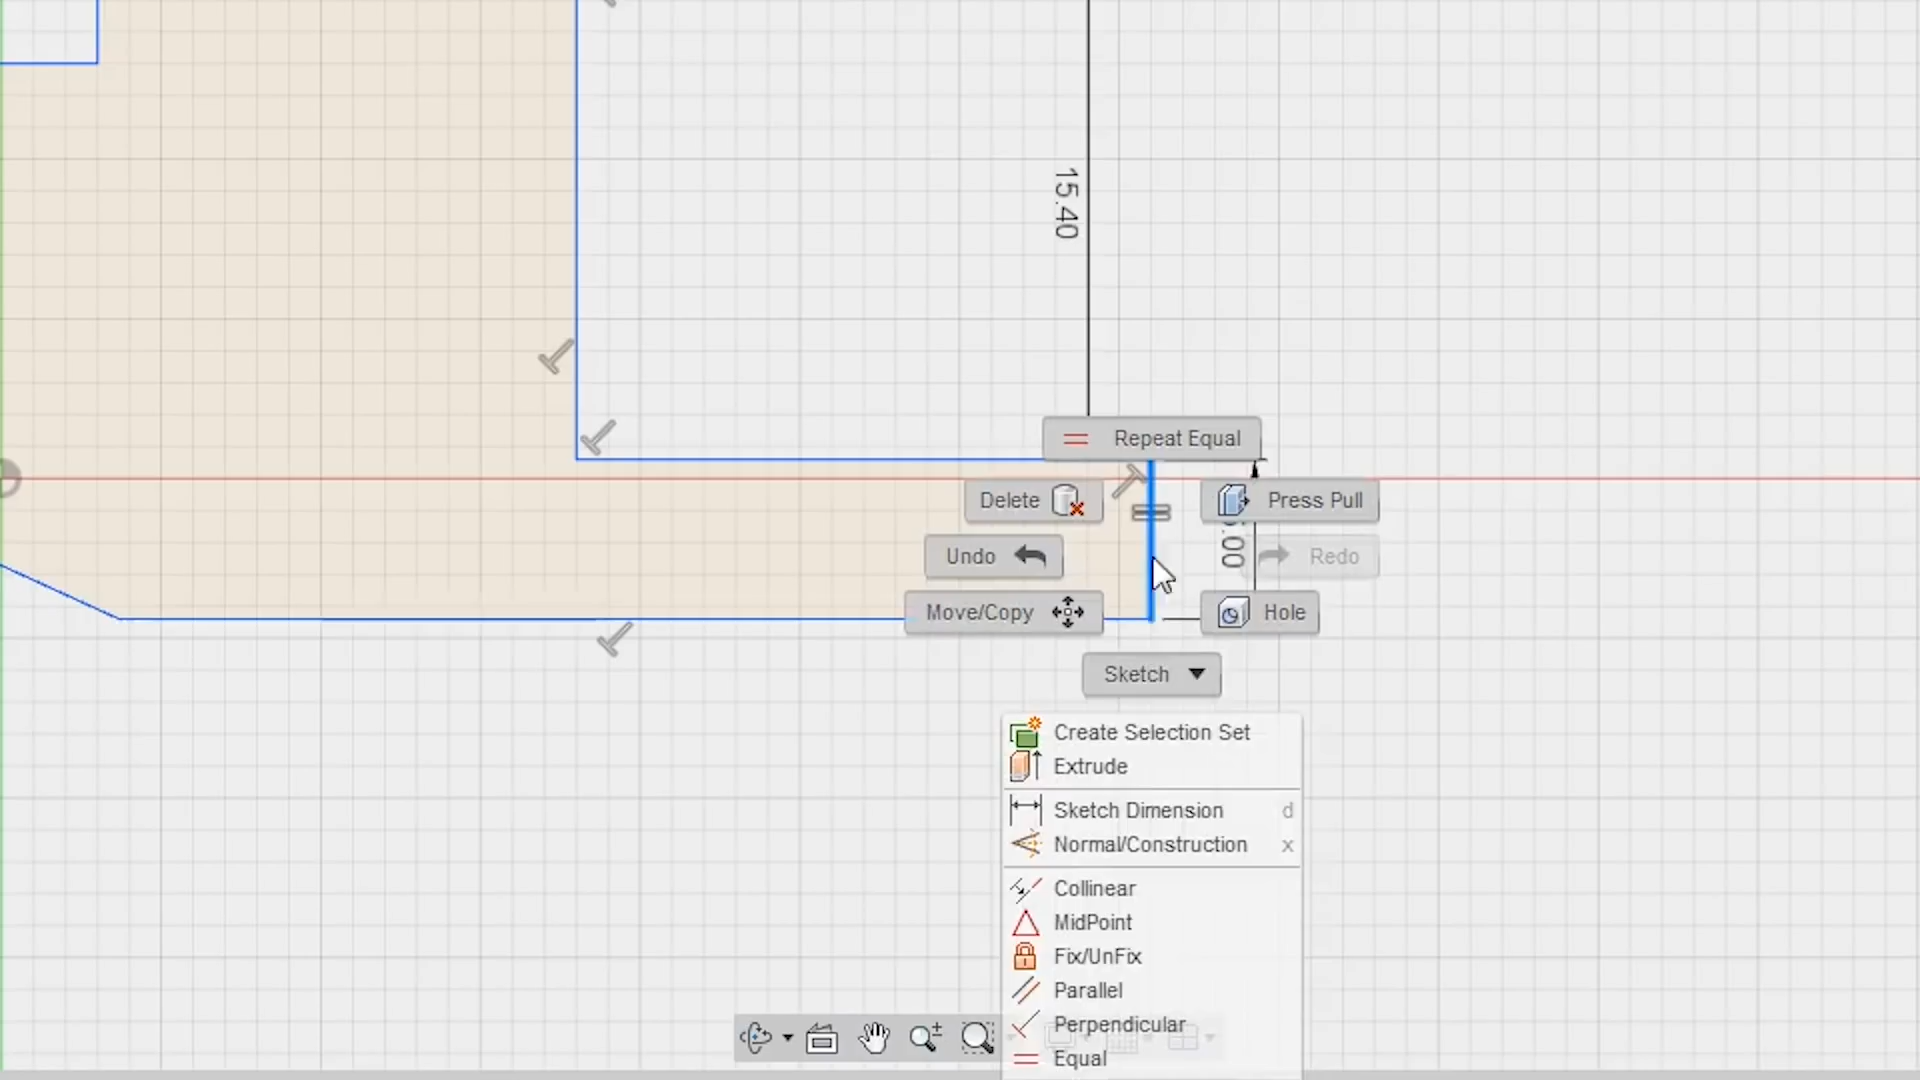 15.40
Repeat Equal
Delete
Press Pull
Undo
.00
Redo
Move/Copy
Hole
Sketch
Create Selection Set
Extrude
Sketch Dimension d
Normal/Construction x
Collinear
MidPoint
Fix/UnFix
Parallel
Perpendicular
Equal